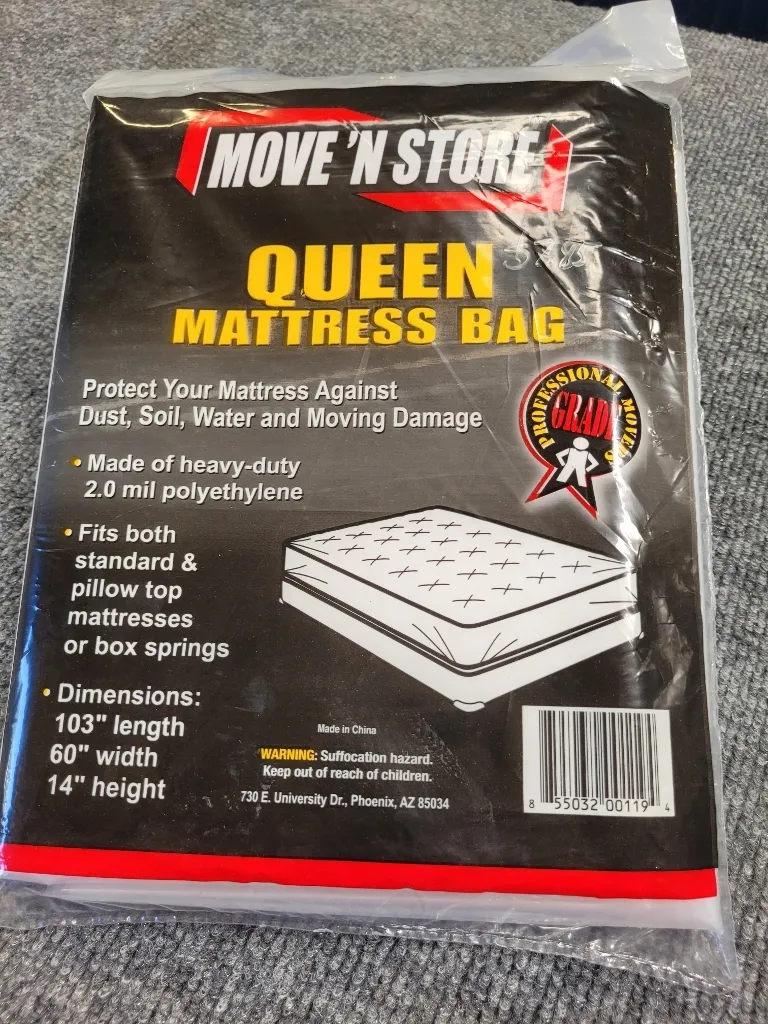 MOVE 'N STORE
QUEEN
MATTRESS BAG
Protect Your Mattress Against
Dust, Soil, Water and Moving Damage
PROFESSIONAL MOVERS
GRADE
• Made of heavy-duty
2.0 mil polyethylene
• Fits both
standard &
pillow top
mattresses
or box springs
• Dimensions:
103" length
60" width
14" height
Made in China
WARNING: Suffocation hazard.
Keep out of reach of children.
730 E. University Dr., Phoenix, AZ 85034
8 55032 00119 4